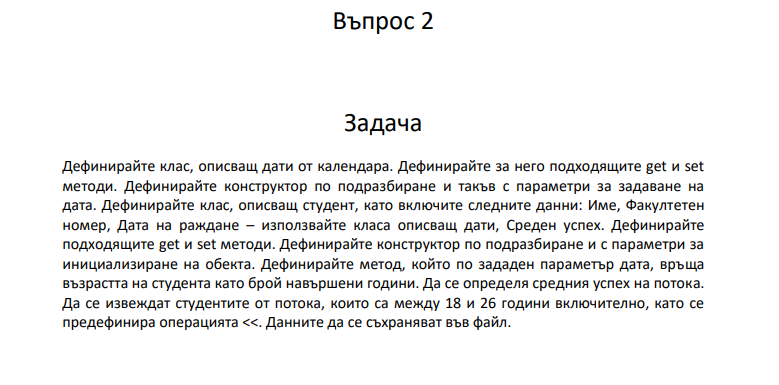 Въпрос 2
Задача
Дефинирайте клас, описващ дати от календара. Дефинирайте за него подходящите get и set
методи. Дефинирайте конструктор по подразбиране и такъв с параметри за задаване на
дата. Дефинирайте клас, описващ студент, като включите следните данни: Име, Факултетен
номер, Дата на раждане – използвайте класа описващ дати, Среден успех. Дефинирайте
подходящите get и set методи. Дефинирайте конструктор по подразбиране и с параметри за
инициализиране на обекта. Дефинирайте метод, който по зададен параметър дата, връща
възрастта на студента като брой навършени години. Да се определя средния успех на потока.
Да се извеждат студентите от потока, които са между 18 и 26 години включително, като се
предефинира операцията <<. Данните да се съхраняват във файл.